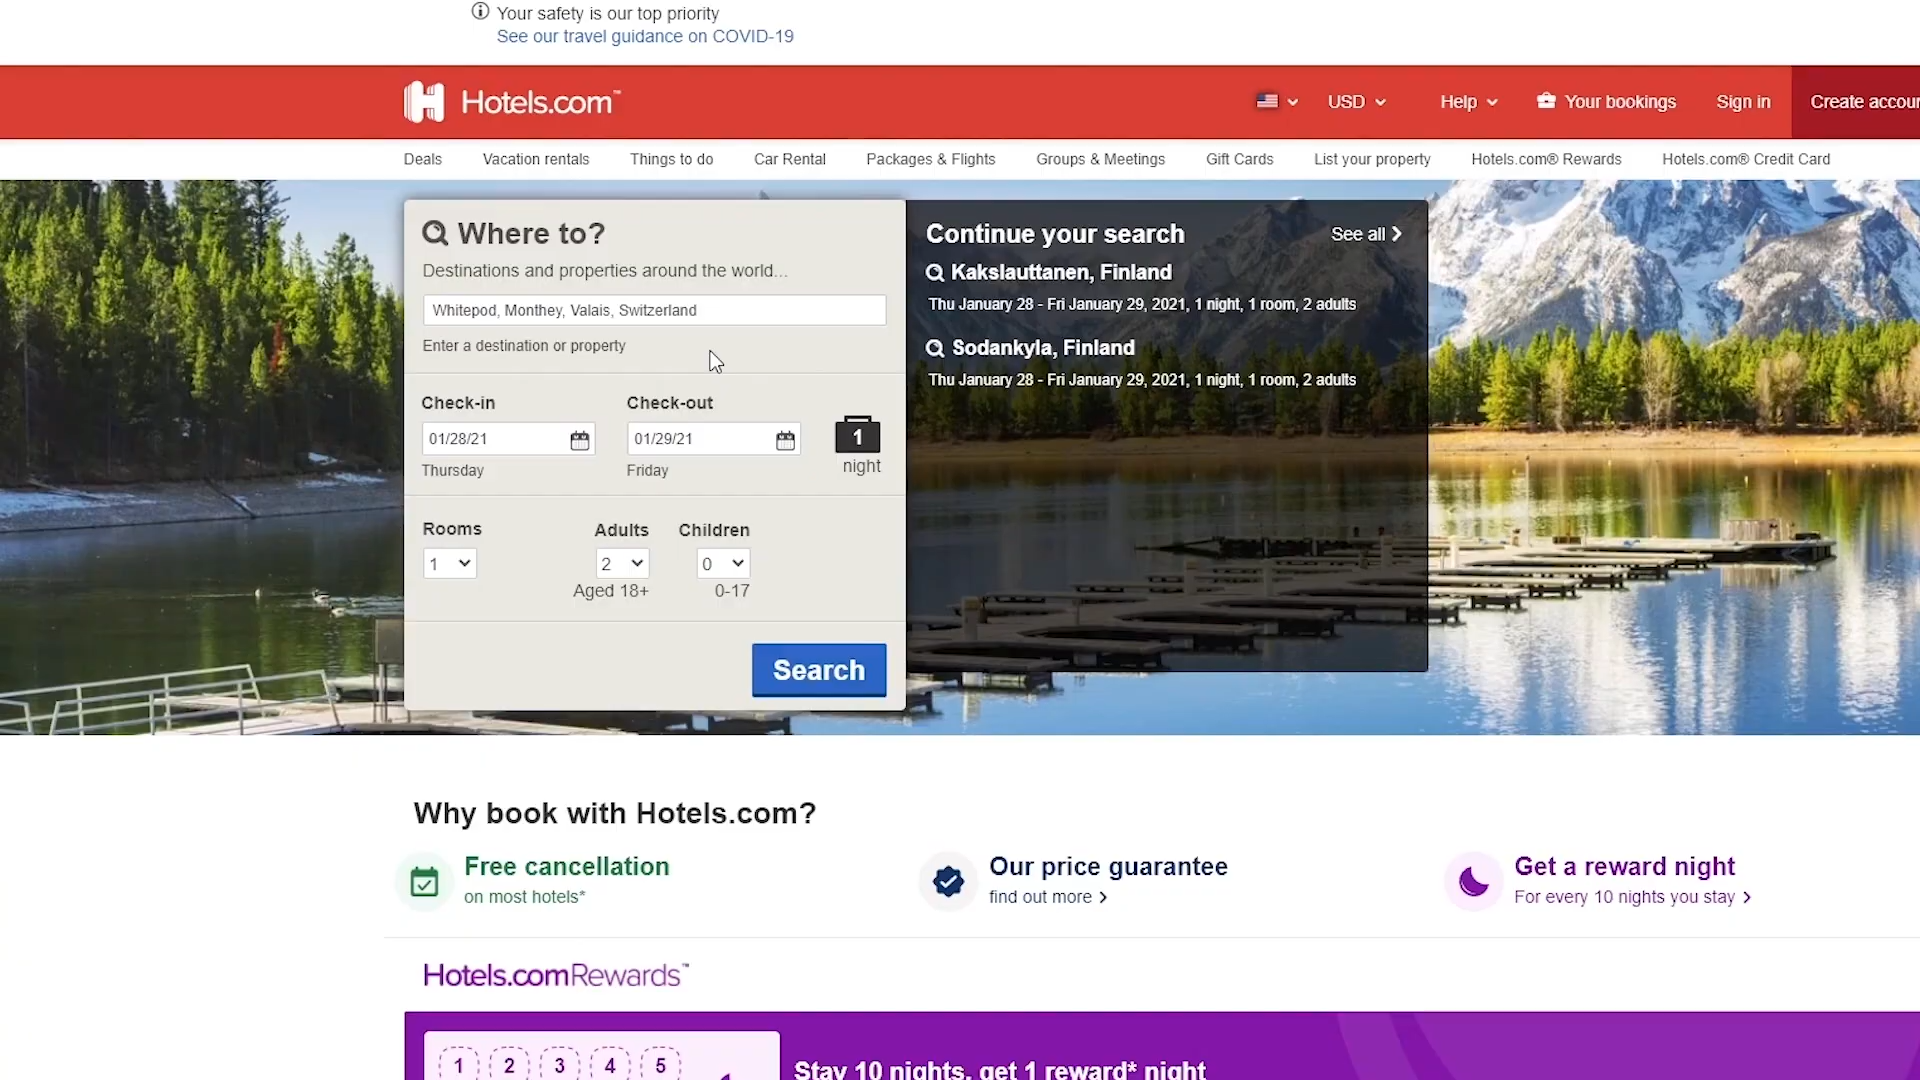 Your safety is our top priority
See our travel guidance on COVID-19
Hotels.com™
USD
Help
Your bookings
Sign in
Create accour
Deals
Vacation rentals
Things to do
Car Rental
Packages & Flights
Groups & Meetings
Gift Cards
List your property
Hotels.com® Rewards
Hotels.com® Credit Card
Where to?
Destinations and properties around the world...
Whitepod, Monthey, Valais, Switzerland
Enter a destination or property
Check-in
Check-out
01/28/21
01/29/21
1
night
Thursday
Friday
Rooms
Adults
Children
1
2
0
Aged 18+
0-17
Search
Continue your search
See all
Kakslauttanen, Finland
Thu January 28 - Fri January 29, 2021, 1 night, 1 room, 2 adults
Sodankyla, Finland
Thu January 28 - Fri January 29, 2021, 1 night, 1 room, 2 adults
Why book with Hotels.com?
Free cancellation
on most hotels*
Our price guarantee
find out more
Get a reward night
For every 10 nights you stay
Hotels.comRewards™
1 2 3 4 5
Stay 10 nights, get 1 reward* night